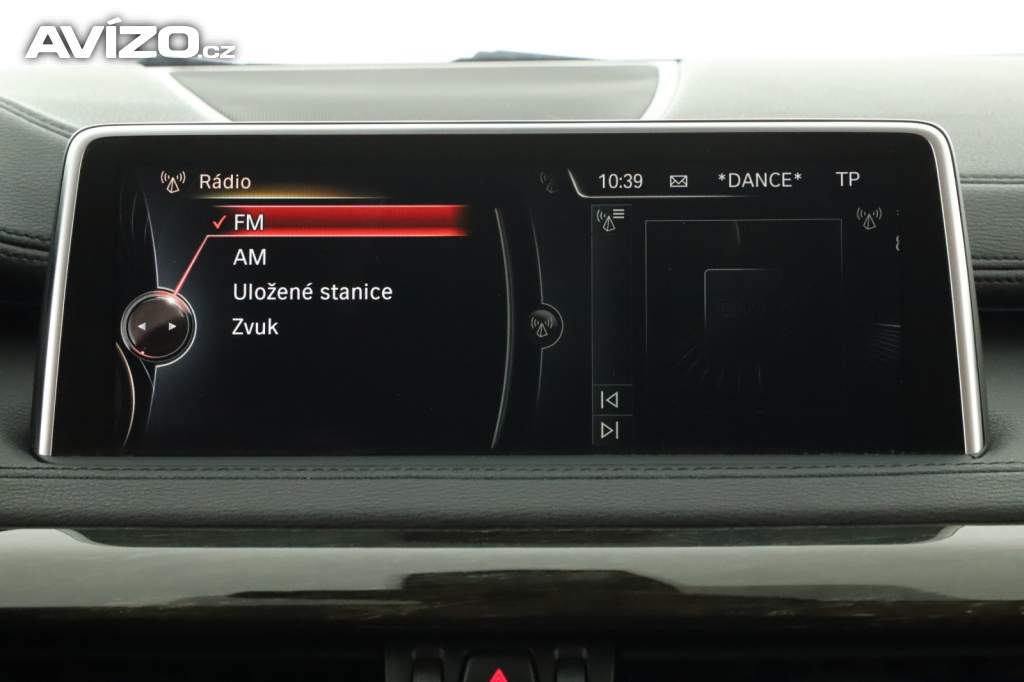 AVÍZO.cz
Rádio
10:39 *DANCE* TP
FM
AM
Uložené stanice
Zvuk